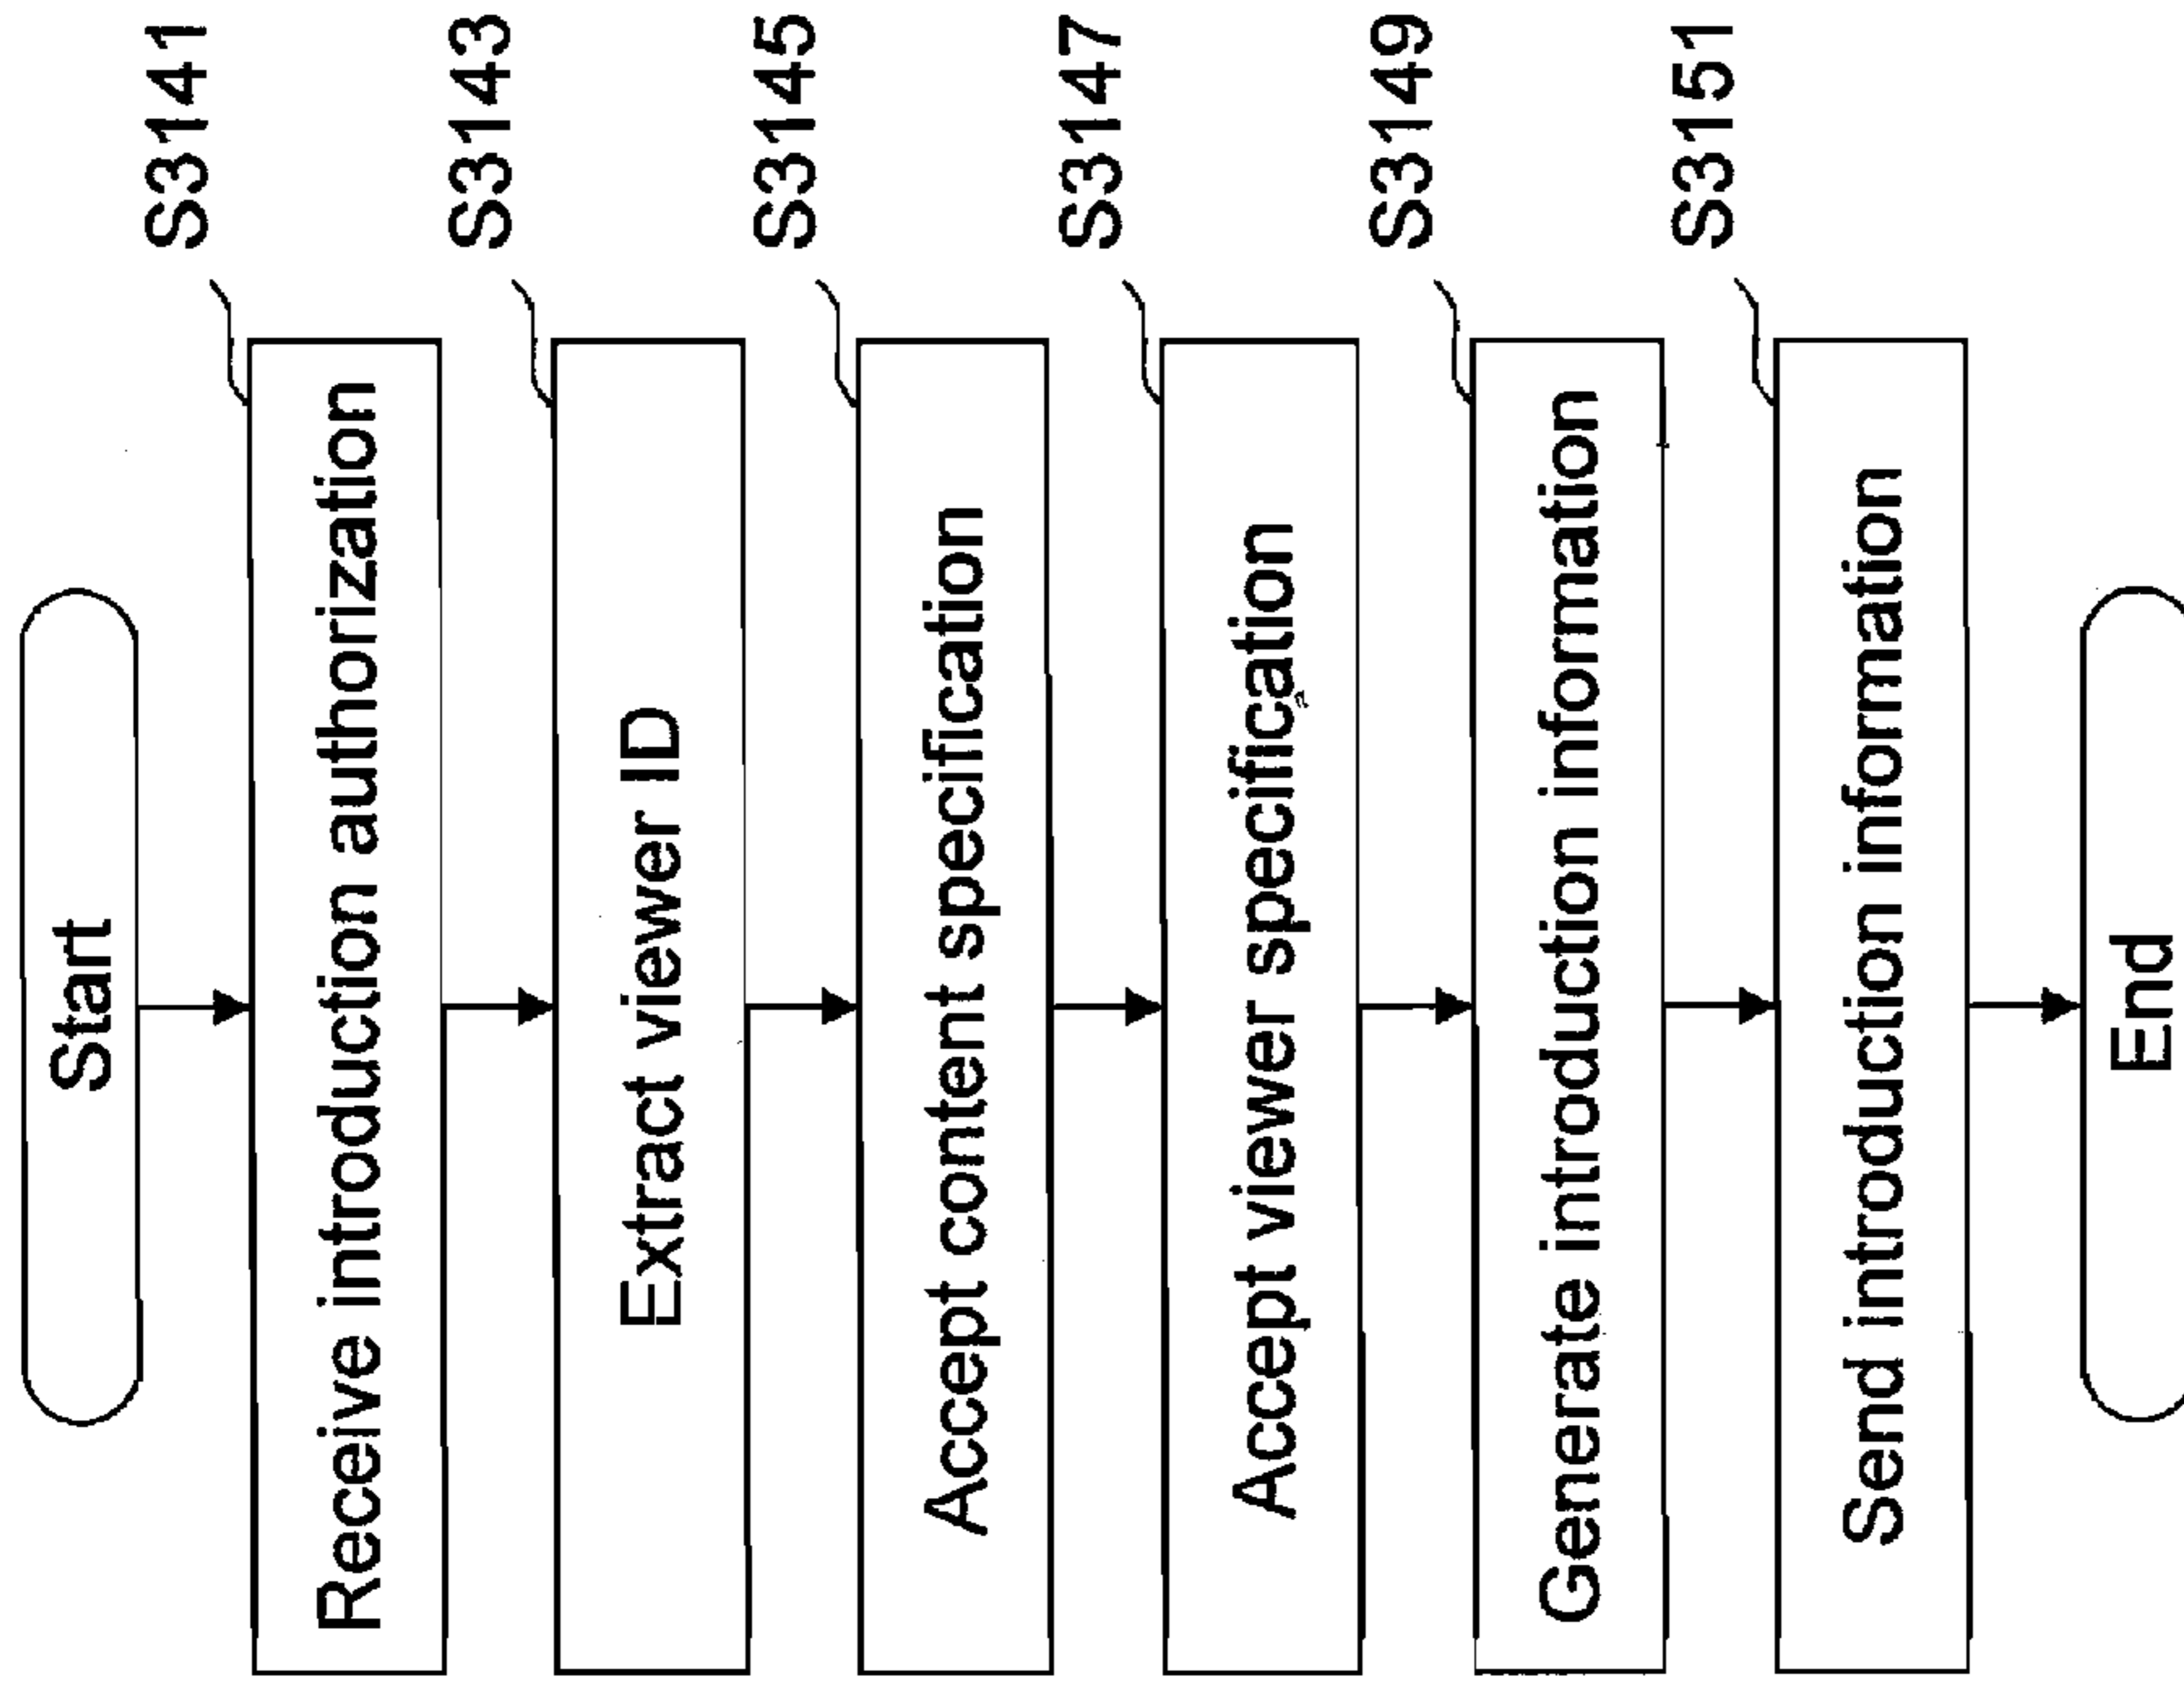 Start
Receive introduction authorization
S3141
Extract viewer ID
S3143
Accept content specification
S3145
Accept viewer specification
S3147
Generate introduction information
S3149
Send introduction information
S3151
End